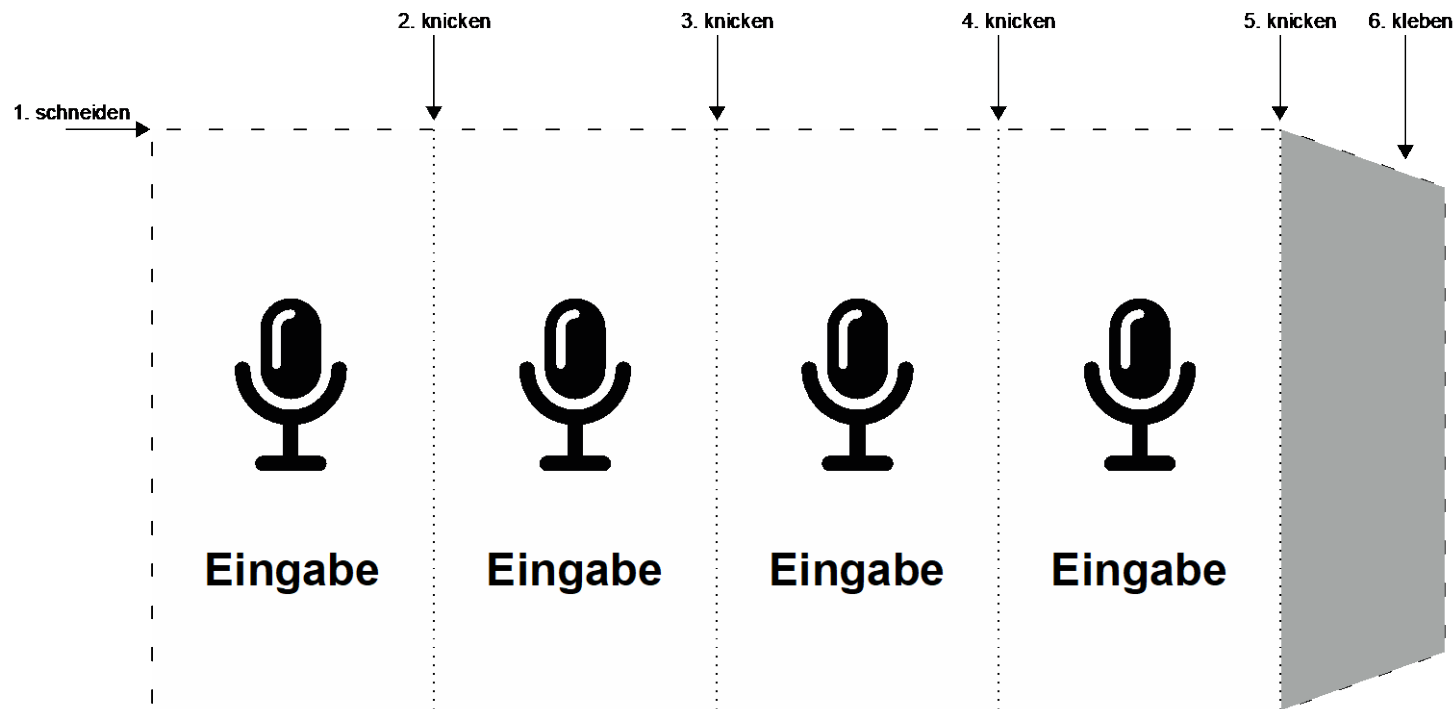 2. knicken 3. knicken 4. knicken 5. knicken 6. kleben
1. schneiden
Eingabe Eingabe Eingabe Eingabe